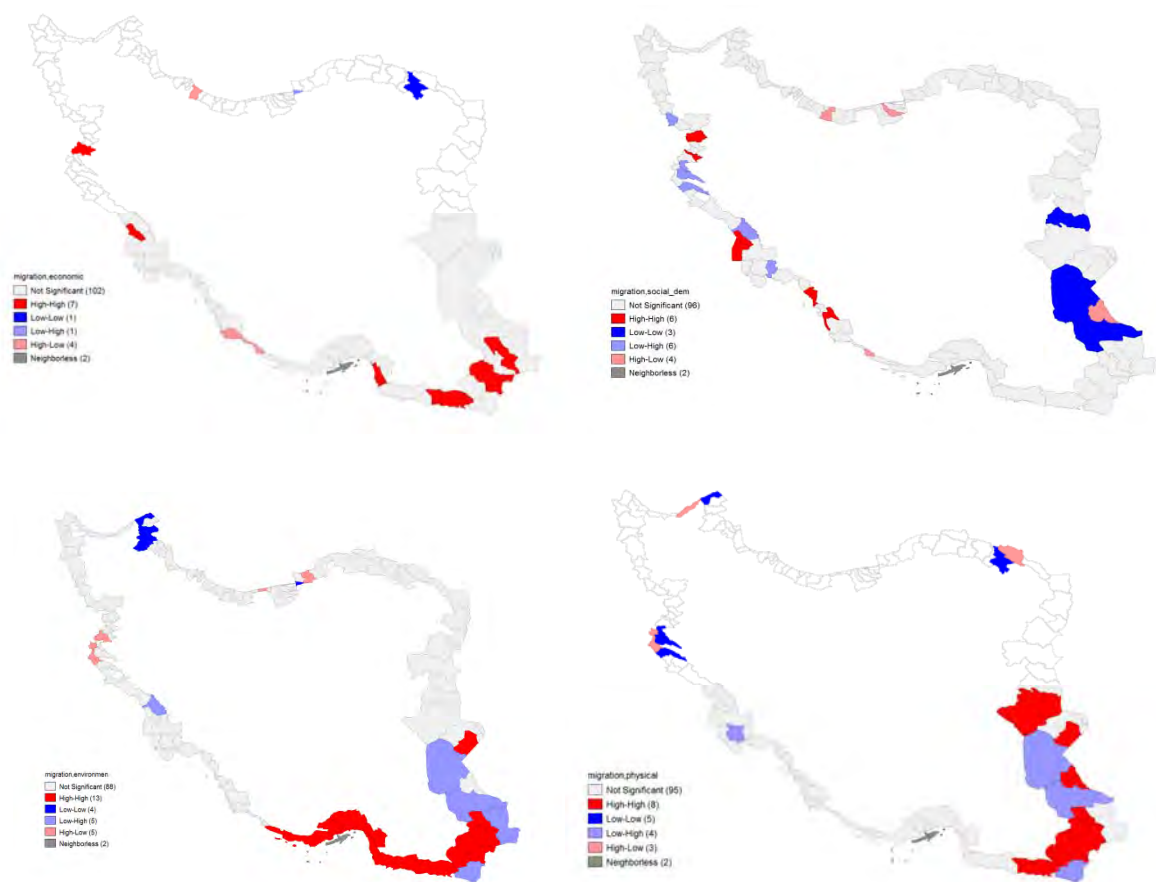 migration,economic
Not Significant (102)
High-High (7)
Low-Low (1)
Low-High (1)
High-Low (4)
Neighborless (2)
migration,social_dem
Not Significant (96)
High-High (6)
Low-Low (3)
Low-High (6)
High-Low (4)
Neighborless (2)
migration,environmen
Not Significant (88)
High-High (13)
Low-Low (4)
Low-High (5)
High-Low (5)
Neighborless (2)
migration,physical
Not Significant (95)
High-High (8)
Low-Low (5)
Low-High (4)
High-Low (3)
Neighborless (2)